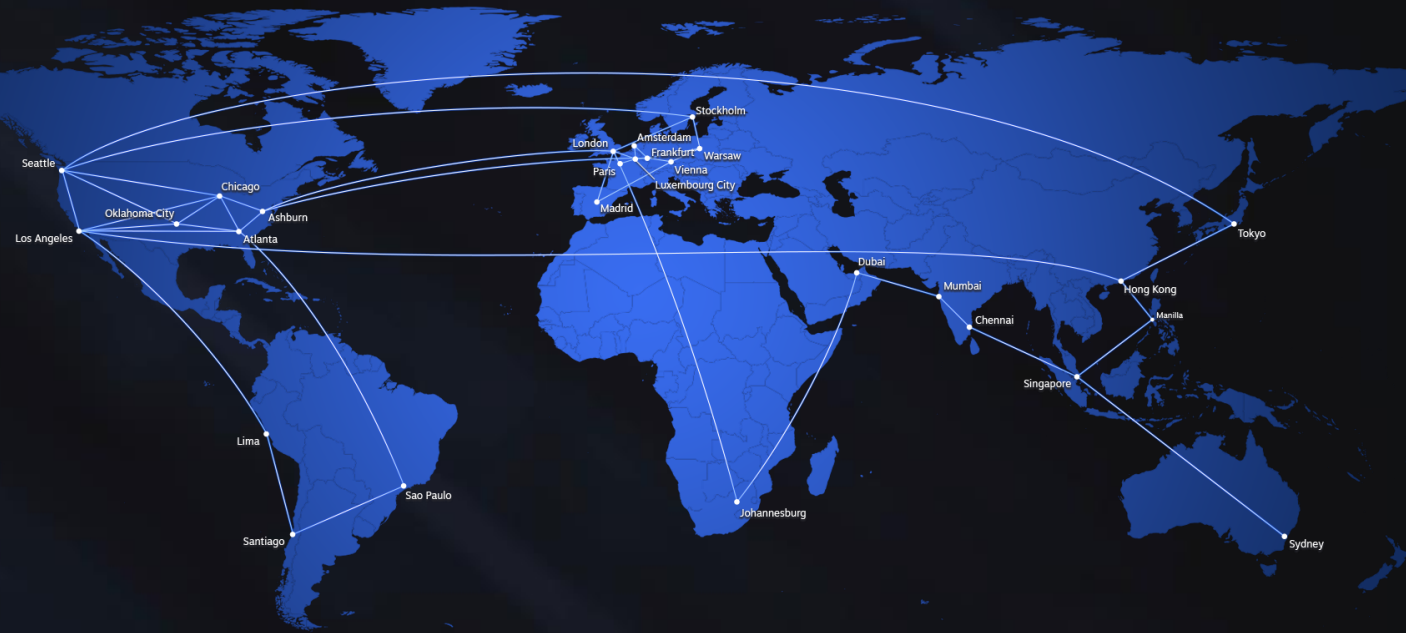 Stockholm
Amsterdam
London
Frankfurt
Warsaw
Seattle
Vienna
Paris
Luxembourg City
Chicago
Madrid
Oklahoma City
Ashburn
Los Angeles
Atlanta
Tokyo
Dubai
Mumbai
Hong Kong
Manilla
Chennai
Singapore
Lima
Sao Paulo
Johannesburg
Santiago
Sydney